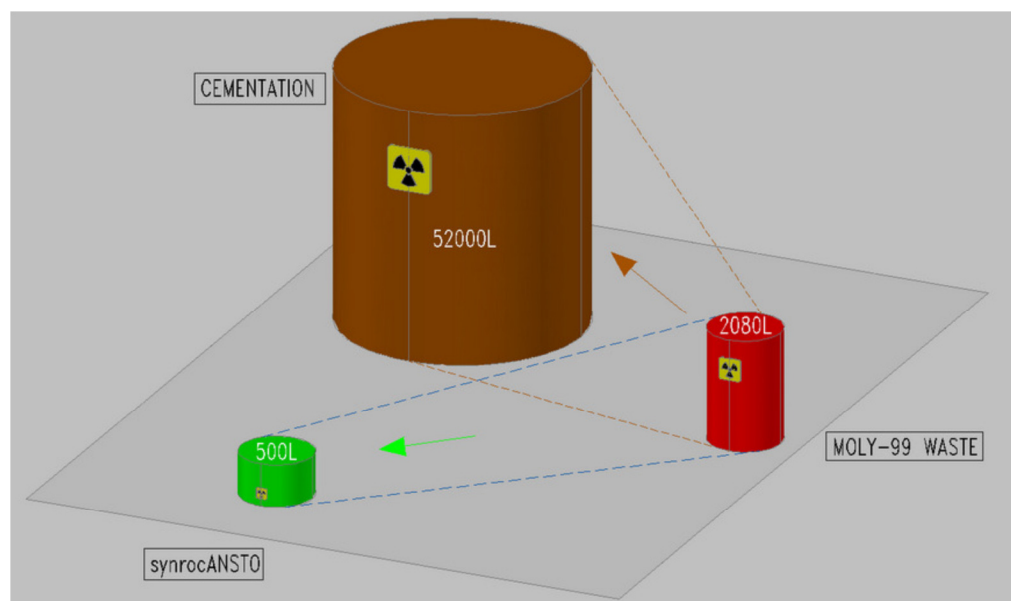 CEMENTATION
52000L
2080L
MOLY-99 WASTE
500L
synrocANSTO